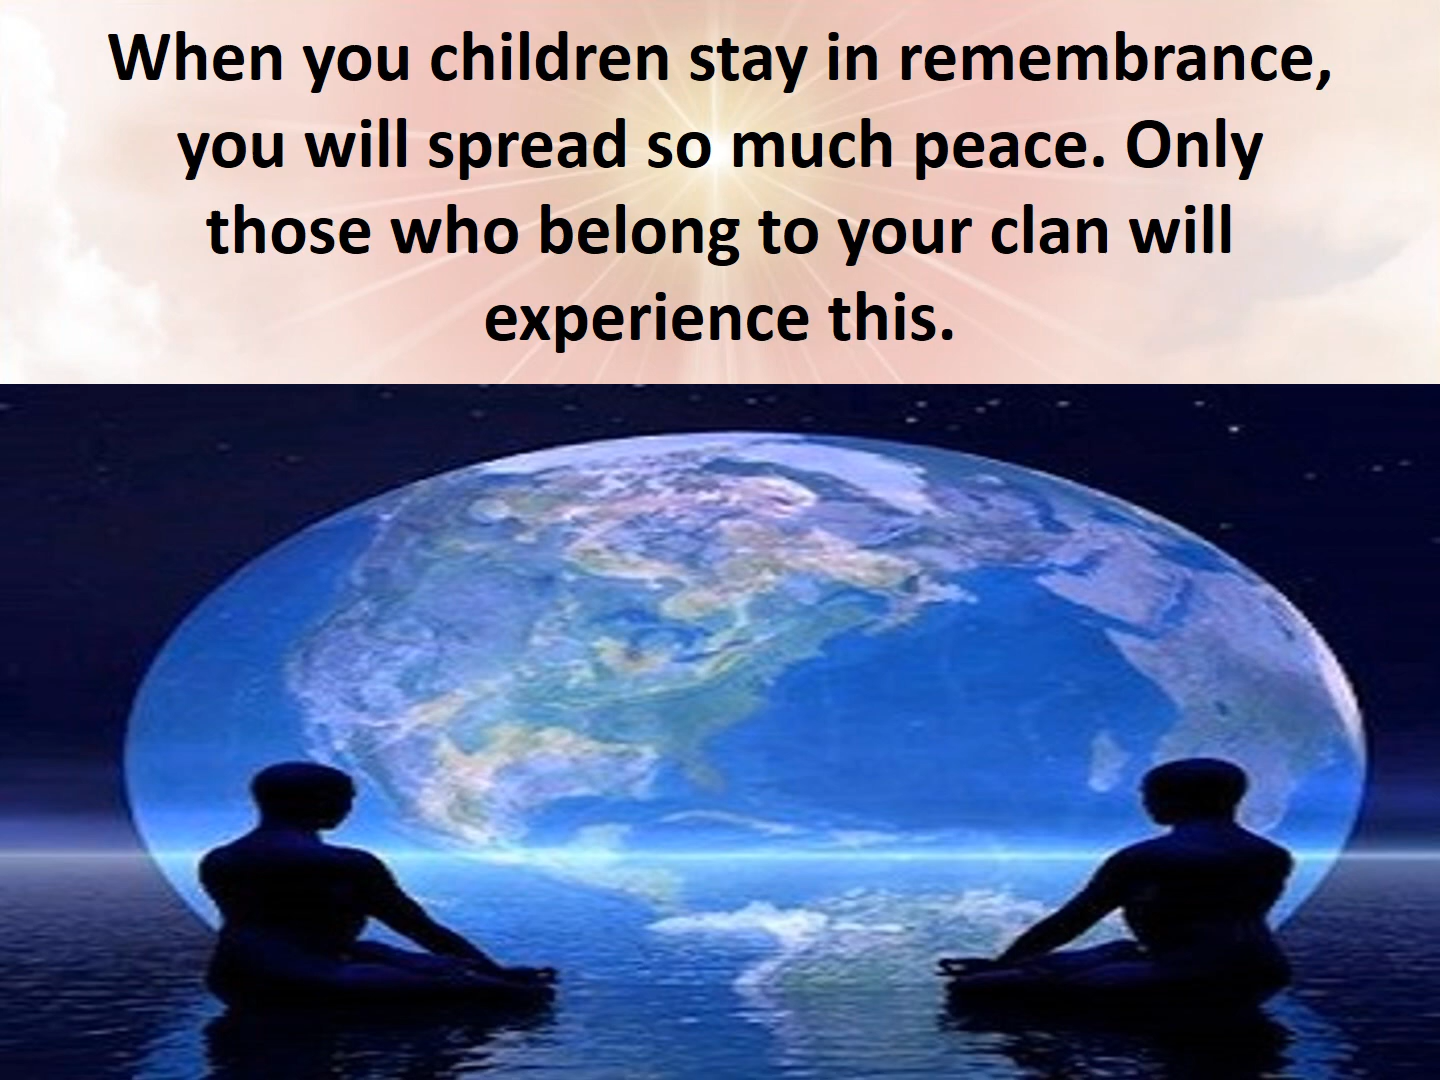 When you children stay in remembrance,
you will spread so much peace. Only
those who belong to your clan will
experience this.